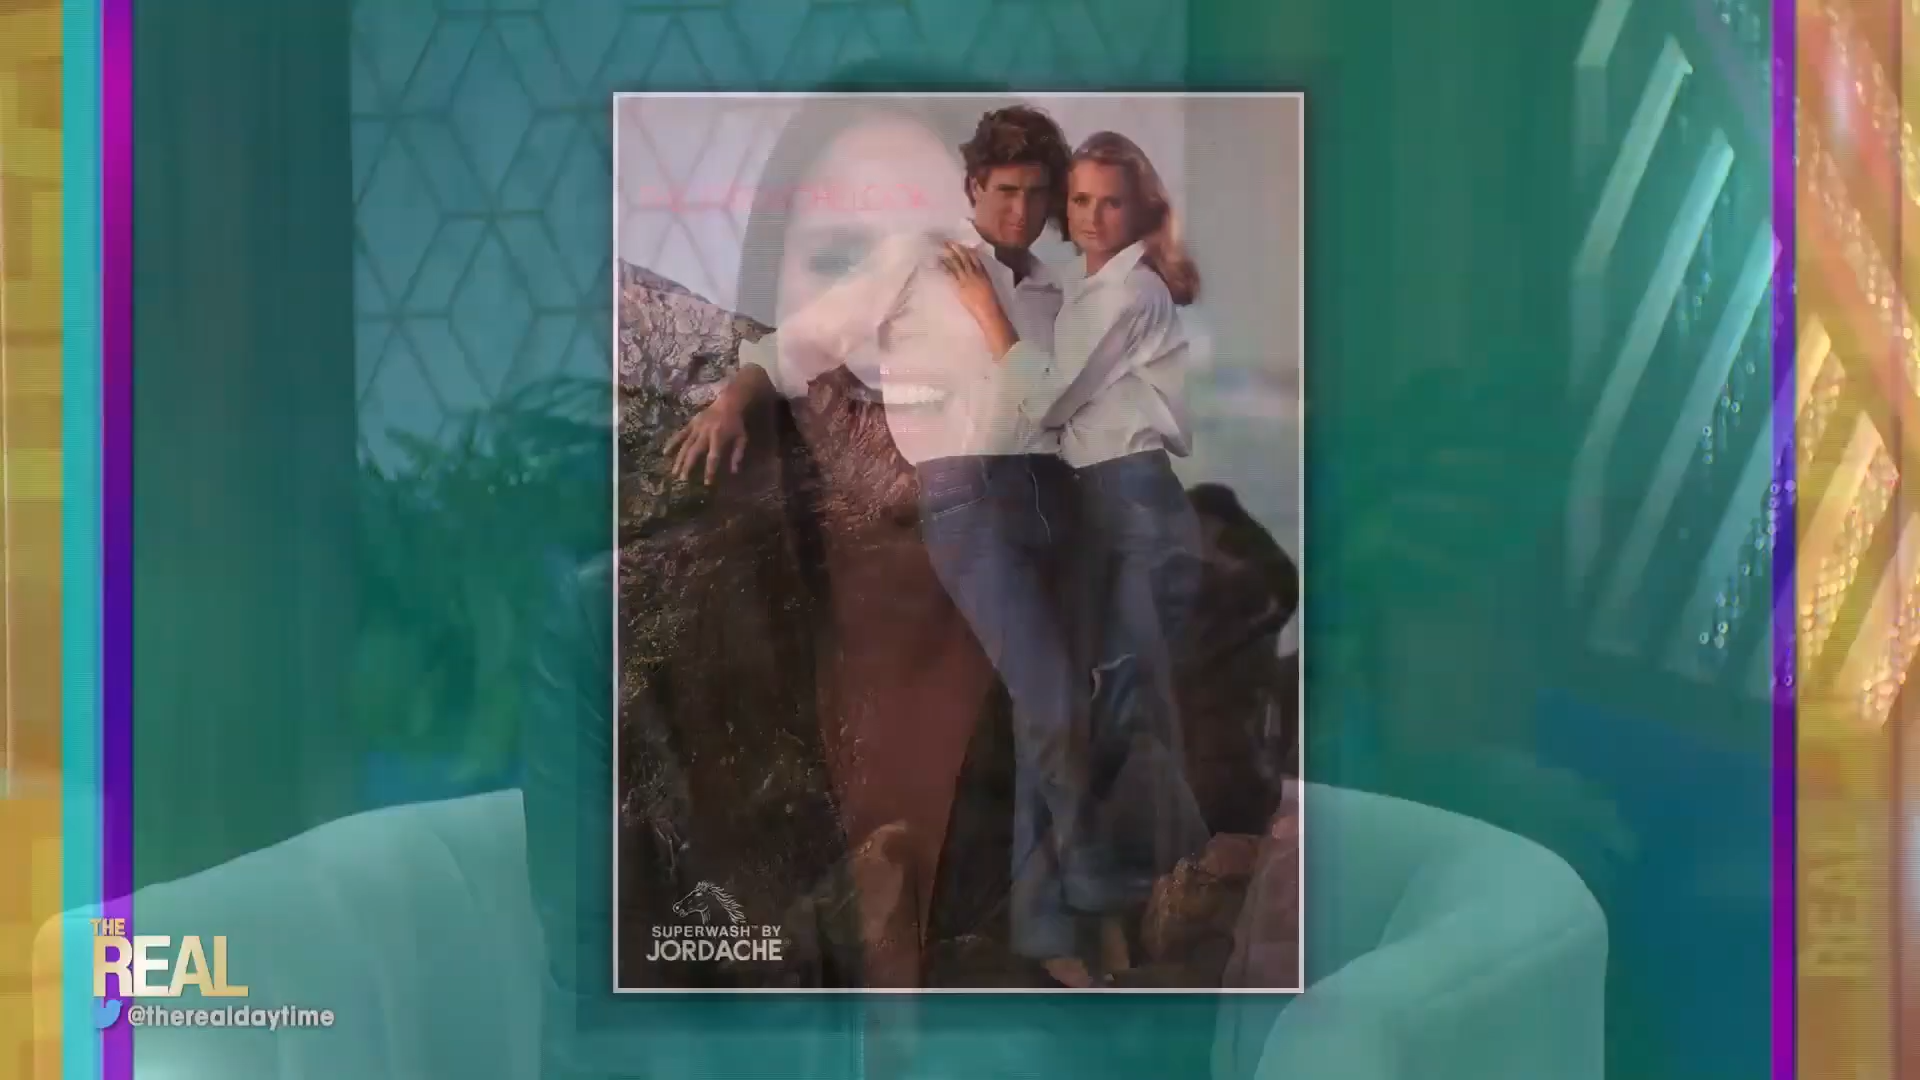 SUPERWASH™ BY
JORDACHE
THE
REAL
@therealdaytime